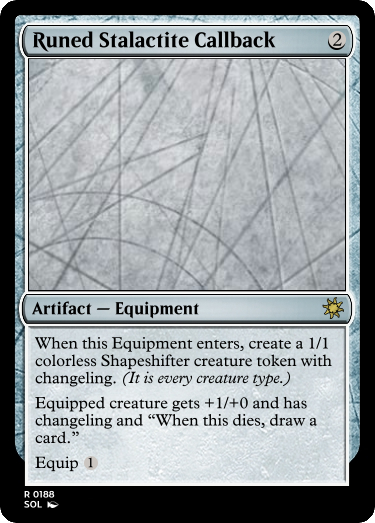 Runed Stalactite Callback 2
Artifact — Equipment
When this Equipment enters, create a 1/1
colorless Shapeshifter creature token with
changeling. (It is every creature type.)
Equipped creature gets +1/+0 and has
changeling and “When this dies, draw a
card.”
Equip 1
R 0188
SOL